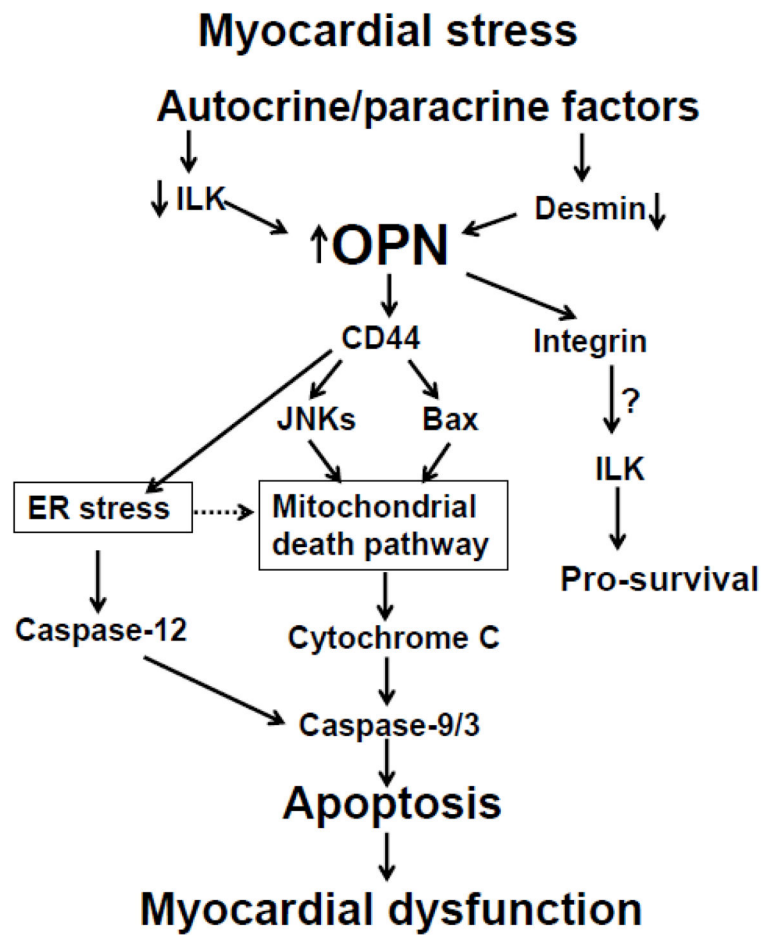 Myocardial stress
Autocrine/paracrine factors
↓ ILK
Desmin ↓
↑OPN
CD44
Integrin
?
JNKs
Bax
ILK
ER stress
Mitochondrial
death pathway
Pro-survival
Caspase-12
Cytochrome C
Caspase-9/3
Apoptosis
Myocardial dysfunction